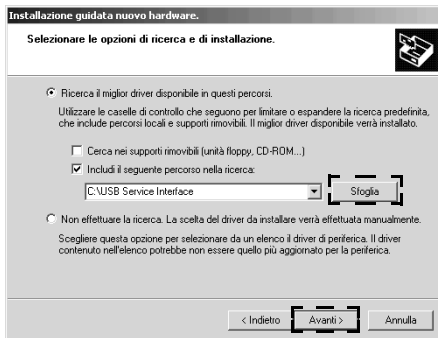 Installazione guidata nuovo hardware.
Selezionare le opzioni di ricerca e di installazione.
Ricerca il miglior driver disponibile in questi percorsi.
Utilizzare le caselle di controllo che seguono per limitare o espandere la ricerca predefinita,
che include percorsi locali e supporti rimovibili. Il miglior driver disponibile verrà installato.
Cerca nei supporti rimovibili (unità floppy, CD-ROM...)
Includi il seguente percorso nella ricerca:
C:\USB Service Interface Sfoglia
Non effettuare la ricerca. La scelta del driver da installare verrà effettuata manualmente.
Scegliere questa opzione per selezionare da un elenco il driver di periferica. Il driver
contenuto nell'elenco potrebbe non essere quello più aggiornato per la periferica.
< Indietro Avanti > Annulla